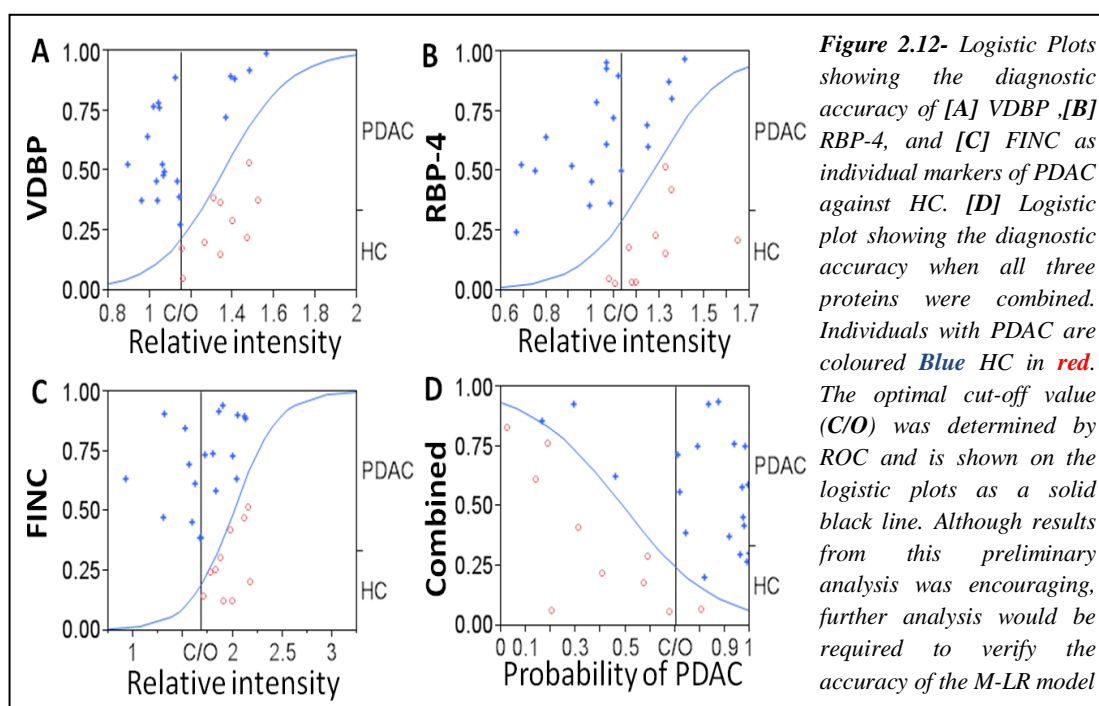 A
1.00
0.75
0.50
0.25
0.00
VDBP
PDAC
HC
0.8 1 C/O 1.4 1.6 1.8 2
Relative intensity
B
1.00
0.75
0.50
0.25
0.00
RBP-4
PDAC
HC
0.6 0.8 1 C/O 1.3 1.5 1.7
Relative intensity
C
1.00
0.75
0.50
0.25
0.00
FINC
PDAC
HC
1 C/O 2 2.5 3
Relative intensity
D
1.00
0.75
0.50
0.25
0.00
Combined
PDAC
HC
0 0.1 0.3 0.5 C/O 0.9 1
Probability of PDAC
Figure 2.12- Logistic Plots
showing the diagnostic
accuracy of [A] VDBP ,[B]
RBP-4, and [C] FINC as
individual markers of PDAC
against HC. [D] Logistic
plot showing the diagnostic
accuracy when all three
proteins were combined.
Individuals with PDAC are
coloured Blue HC in red.
The optimal cut-off value
(C/O) was determined by
ROC and is shown on the
logistic plots as a solid
black line. Although results
from this preliminary
analysis was encouraging,
further analysis would be
required to verify the
accuracy of the M-LR model